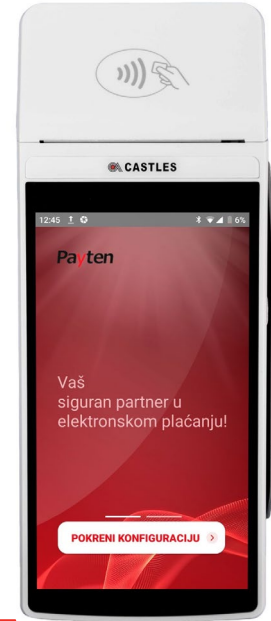 CASTLES
12:45 6%
Payten
Vaš
siguran partner u
elektronskom plaćanju!
POKRENI KONFIGURACIJU